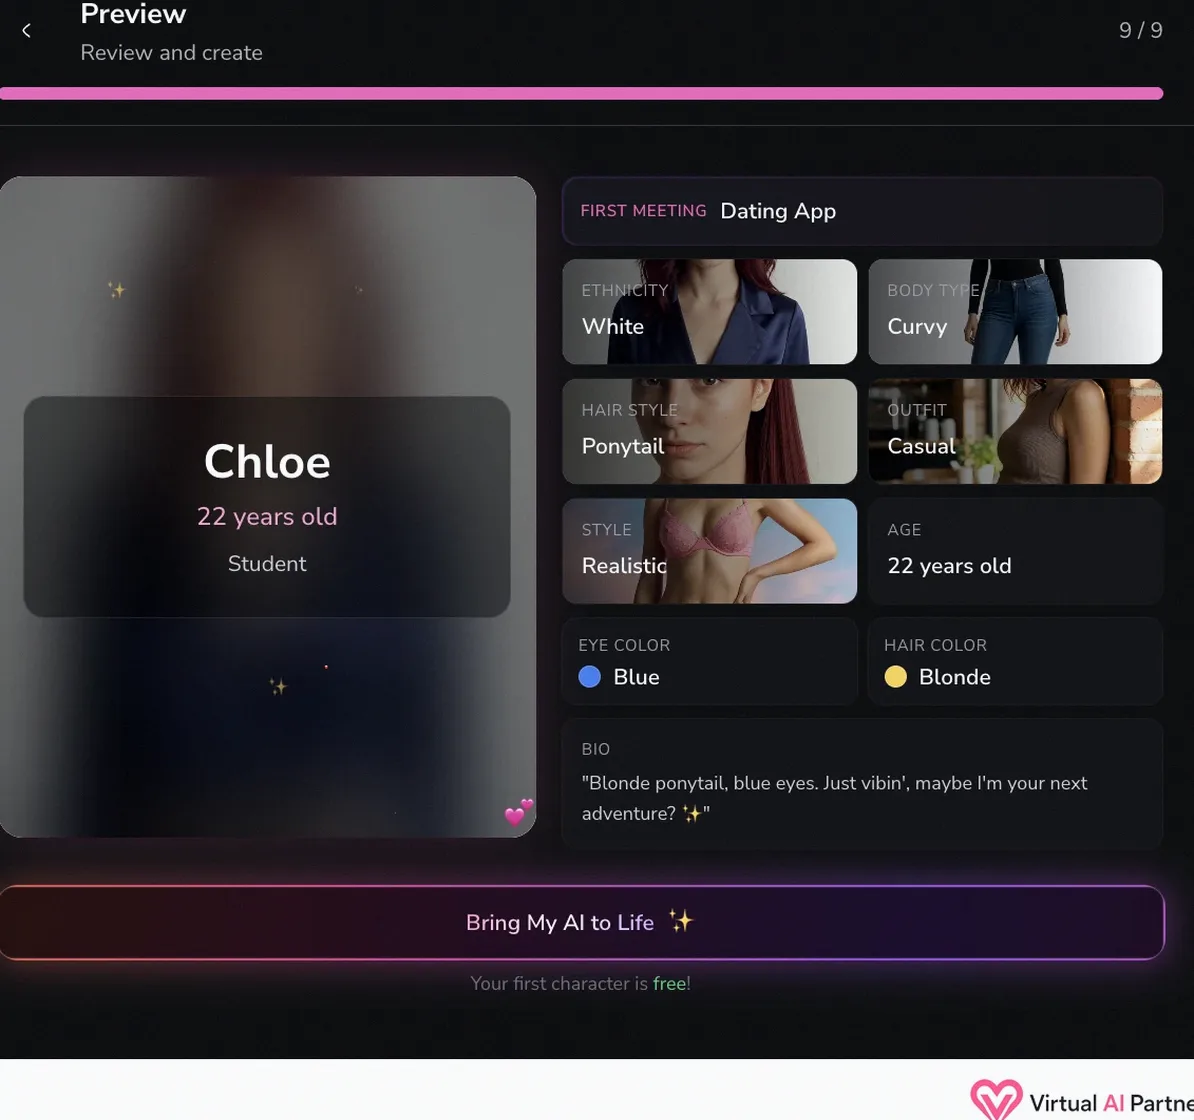 Preview
Review and create
9 / 9
Chloe
22 years old
Student
FIRST MEETING Dating App
ETHNICITY
White
BODY TYPE
Curvy
HAIR STYLE
Ponytail
OUTFIT
Casual
STYLE
Realistic
AGE
22 years old
EYE COLOR
Blue
HAIR COLOR
Blonde
BIO
"Blonde ponytail, blue eyes. Just vibin', maybe I'm your next
adventure? ✨"
Bring My AI to Life ✨
Your first character is free!
Virtual AI Partne